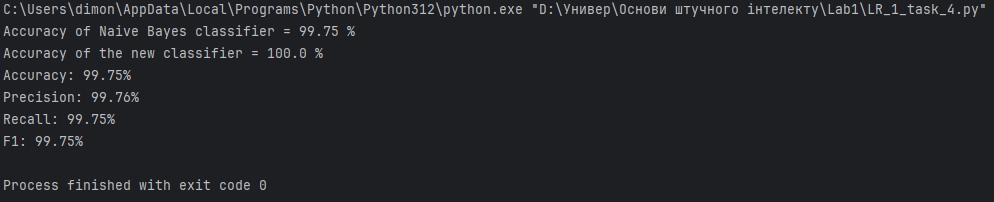 C:\Users\dimon\AppData\Local\Programs\Python\Python312\python.exe "D:\Универ\Основи штучного інтелекту\Lab1\LR_1_task_4.py"
Accuracy of Naive Bayes classifier = 99.75 %
Accuracy of the new classifier = 100.0 %
Accuracy: 99.75%
Precision: 99.76%
Recall: 99.75%
F1: 99.75%
Process finished with exit code 0